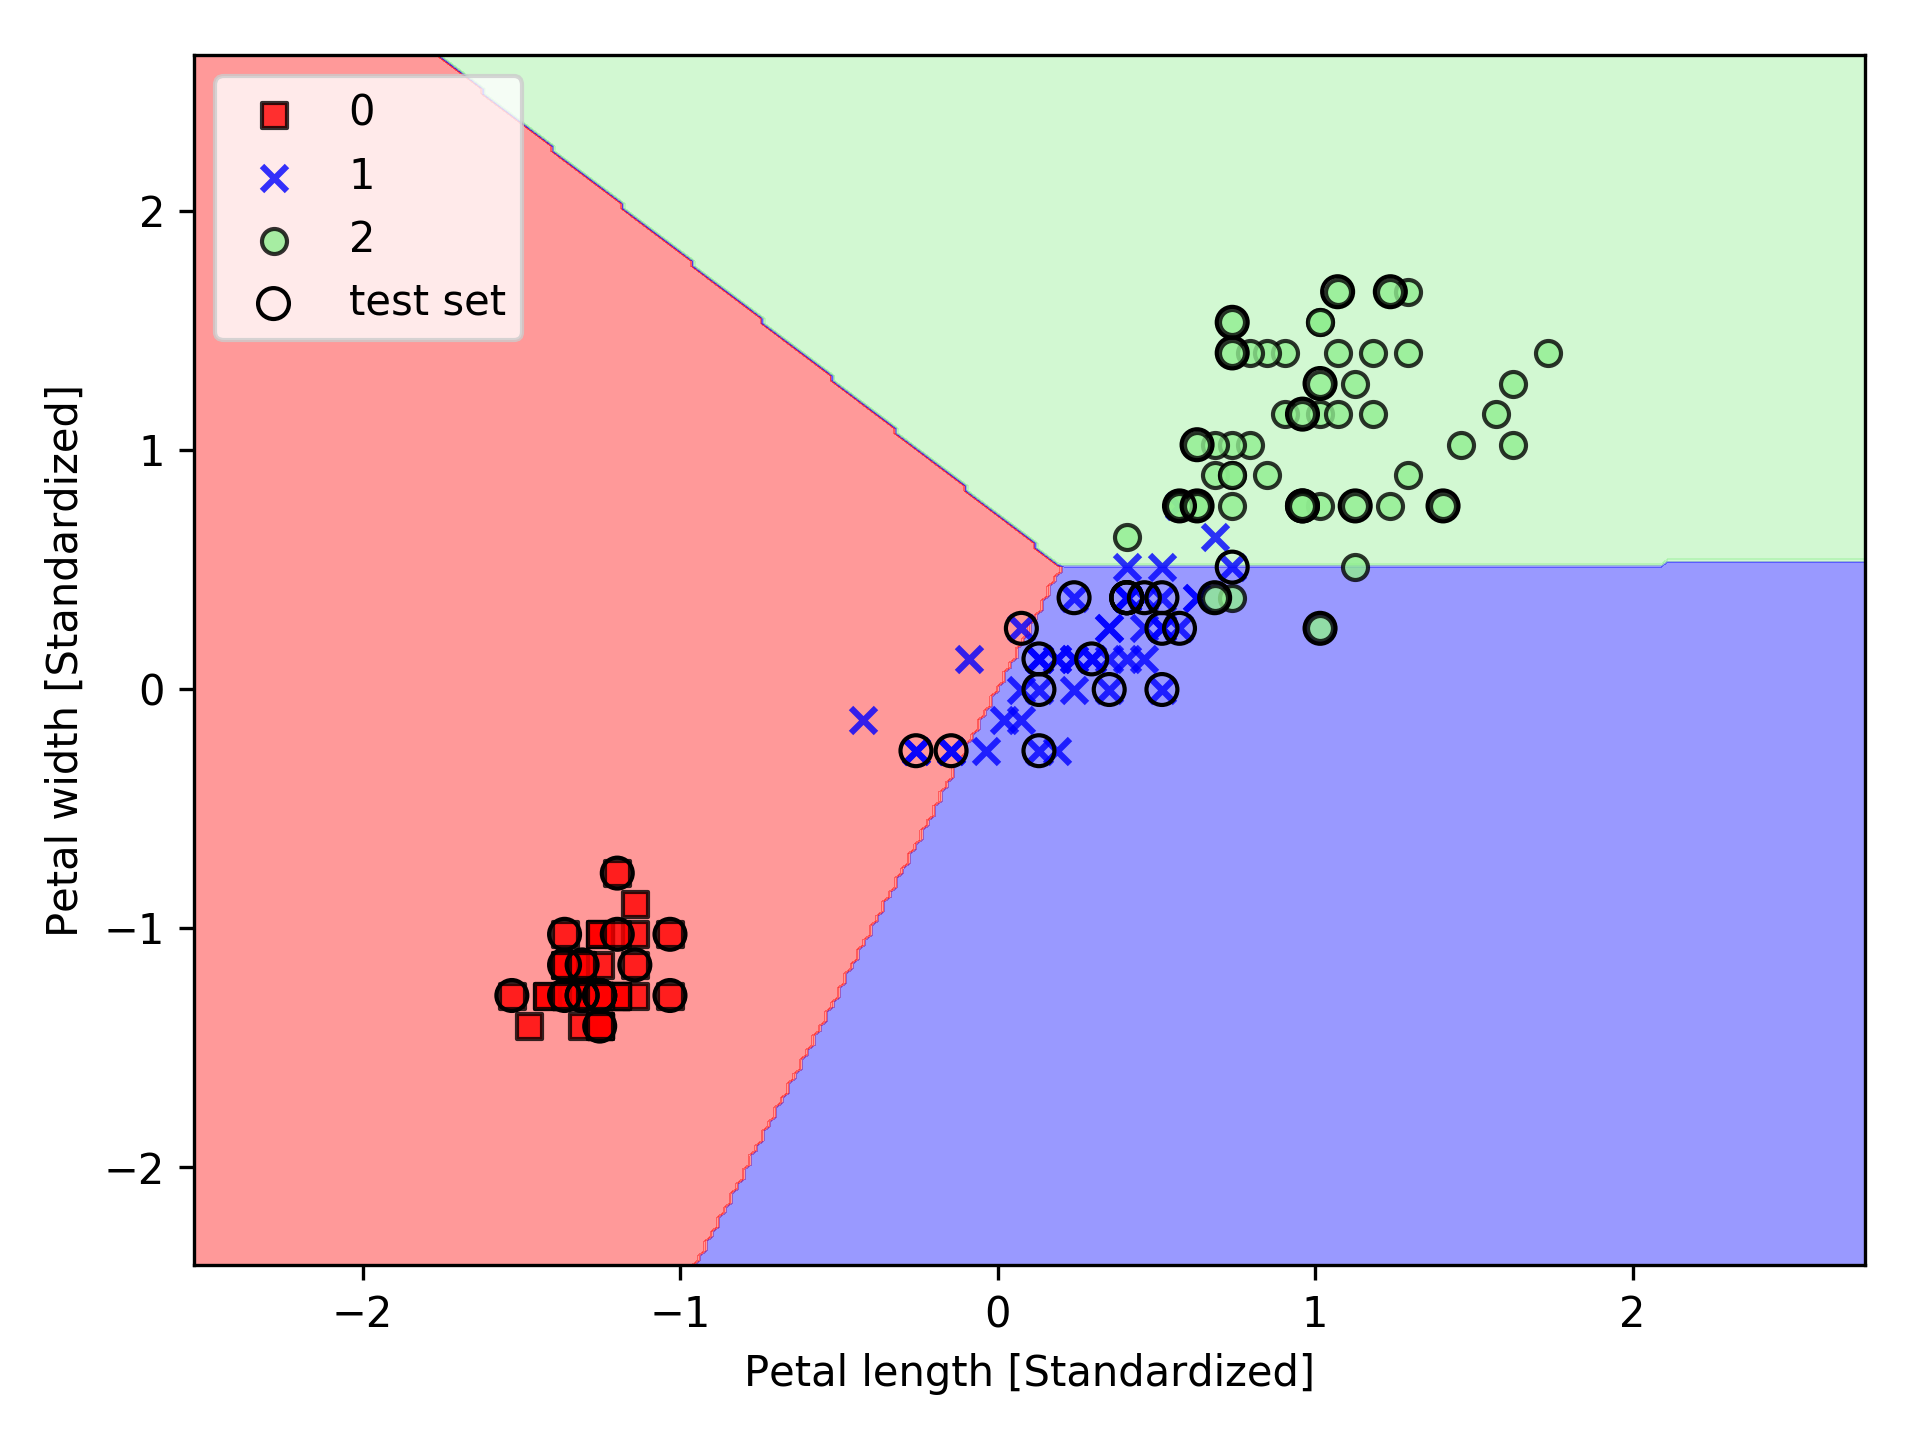 0
1
2
test set
2
1
0
−1
−2
Petal width [Standardized]
−2 −1 0 1 2
Petal length [Standardized]